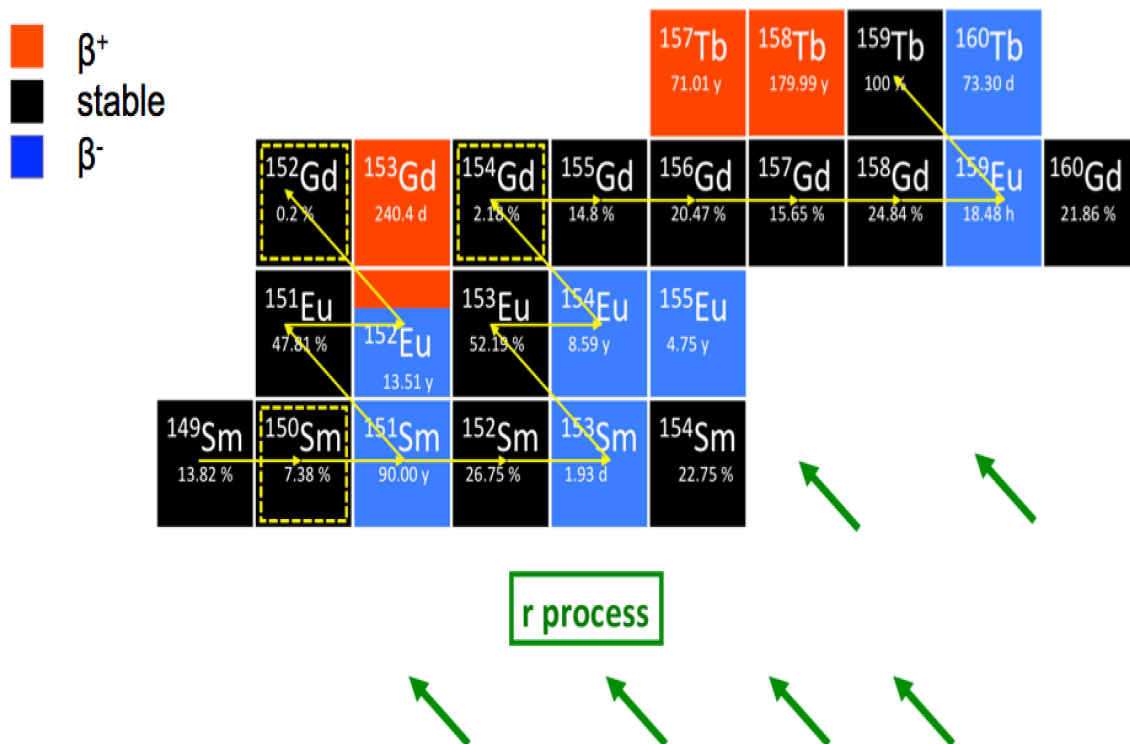 β⁺
stable
β⁻
¹⁵⁷Tb ¹⁵⁸Tb ¹⁵⁹Tb ¹⁶⁰Tb
71.01 y 179.99 y 100 % 73.30 d
¹⁵²Gd ¹⁵³Gd ¹⁵⁴Gd ¹⁵⁵Gd ¹⁵⁶Gd ¹⁵⁷Gd ¹⁵⁸Gd ¹⁵⁹Eu ¹⁶⁰Gd
0.2 % 240.4 d 2.18 % 14.8 % 20.47 % 15.65 % 24.84 % 18.48 h 21.86 %
¹⁵¹Eu ¹⁵²Eu ¹⁵³Eu ¹⁵⁴Eu ¹⁵⁵Eu
47.81 % 13.51 y 52.19 % 8.59 y 4.75 y
¹⁴⁹Sm ¹⁵⁰Sm ¹⁵¹Sm ¹⁵²Sm ¹⁵³Sm ¹⁵⁴Sm
13.82 % 7.38 % 90.00 y 26.75 % 1.93 d 22.75 %
r process